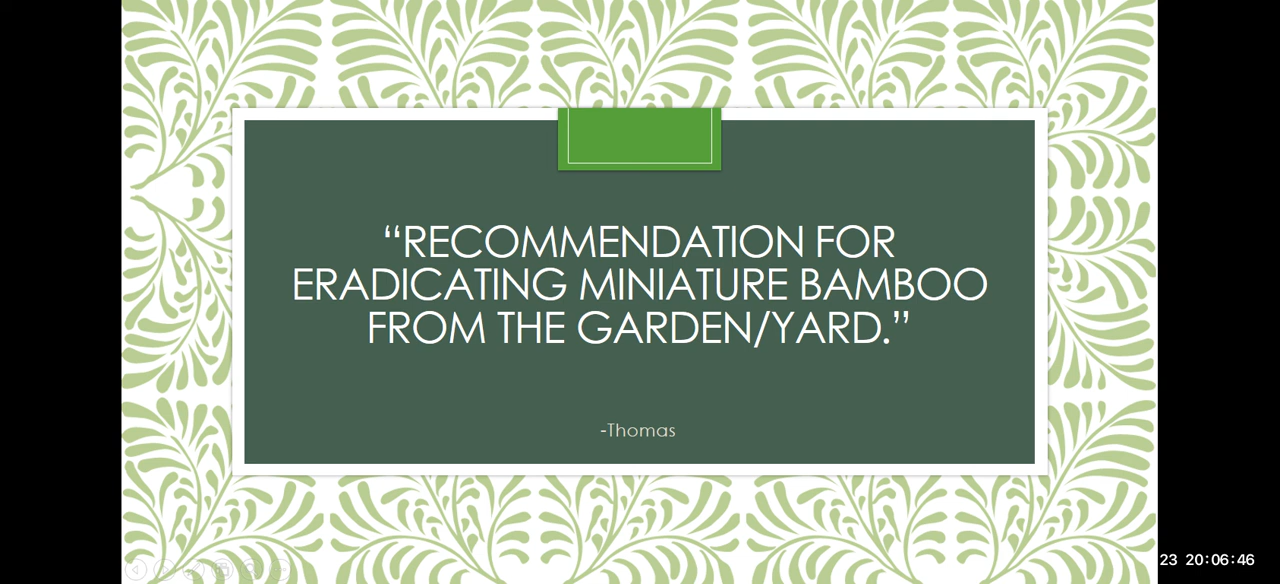 “RECOMMENDATION FOR
ERADICATING MINIATURE BAMBOO
FROM THE GARDEN/YARD.”
-Thomas
23 20:06:46